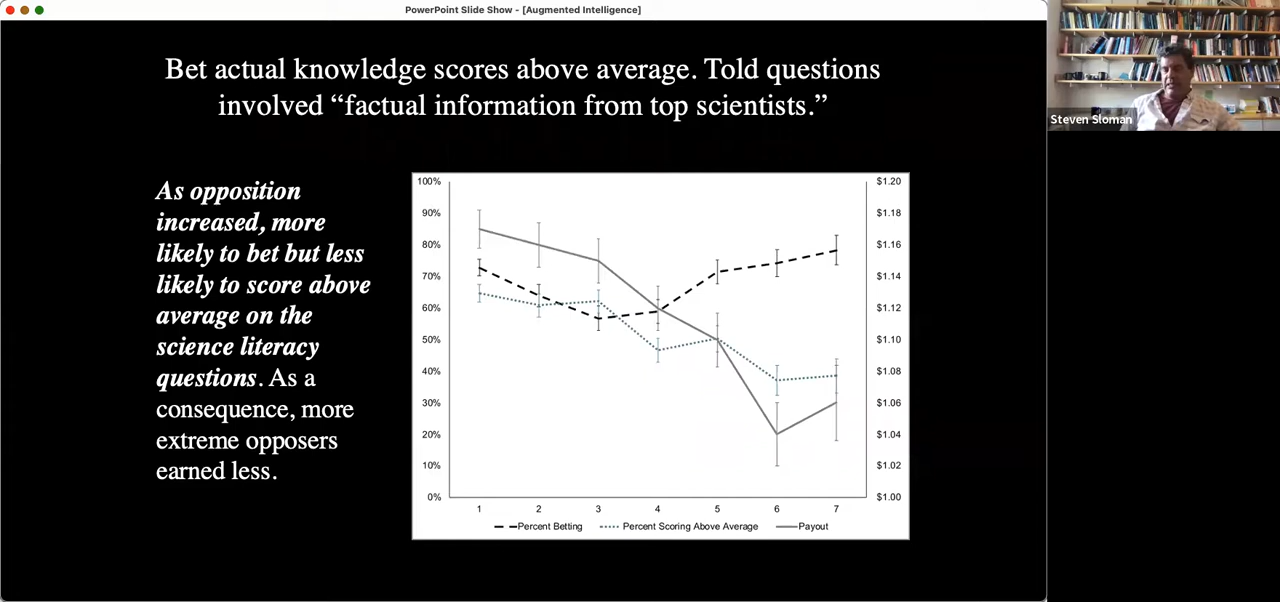 PowerPoint Slide Show - [Augmented Intelligence]
Bet actual knowledge scores above average. Told questions
involved “factual information from top scientists.”
Steven Sloman
As opposition
increased, more
likely to bet but less
likely to score above
average on the
science literacy
questions. As a
consequence, more
extreme opposers
earned less.
100%
90%
80%
70%
60%
50%
40%
30%
20%
10%
0%
$1.20
$1.18
$1.16
$1.14
$1.12
$1.10
$1.08
$1.06
$1.04
$1.02
$1.00
1 2 3 4 5 6 7
Percent Betting Percent Scoring Above Average Payout